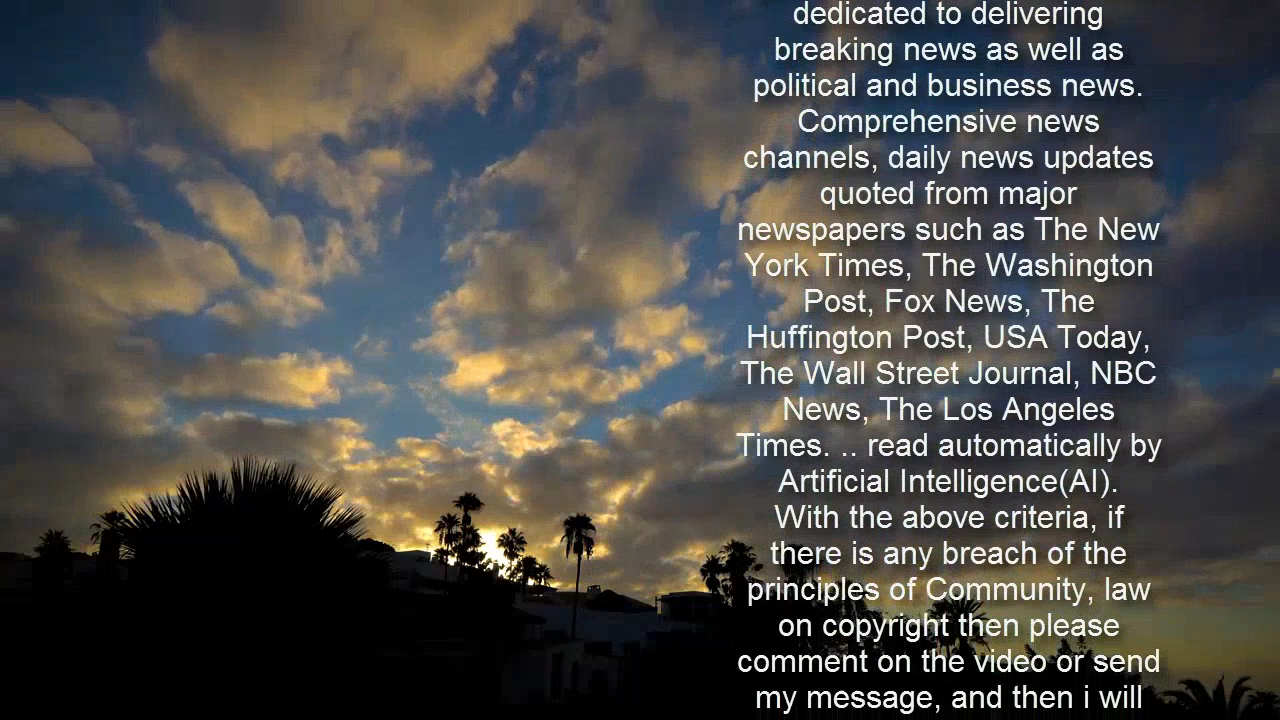 dedicated to delivering
breaking news as well as
political and business news.
Comprehensive news
channels, daily news updates
quoted from major
newspapers such as The New
York Times, The Washington
Post, Fox News, The
Huffington Post, USA Today,
The Wall Street Journal, NBC
News, The Los Angeles
Times. .. read automatically by
Artificial Intelligence(AI).
With the above criteria, if
there is any breach of the
principles of Community, law
on copyright then please
comment on the video or send
my message, and then i will